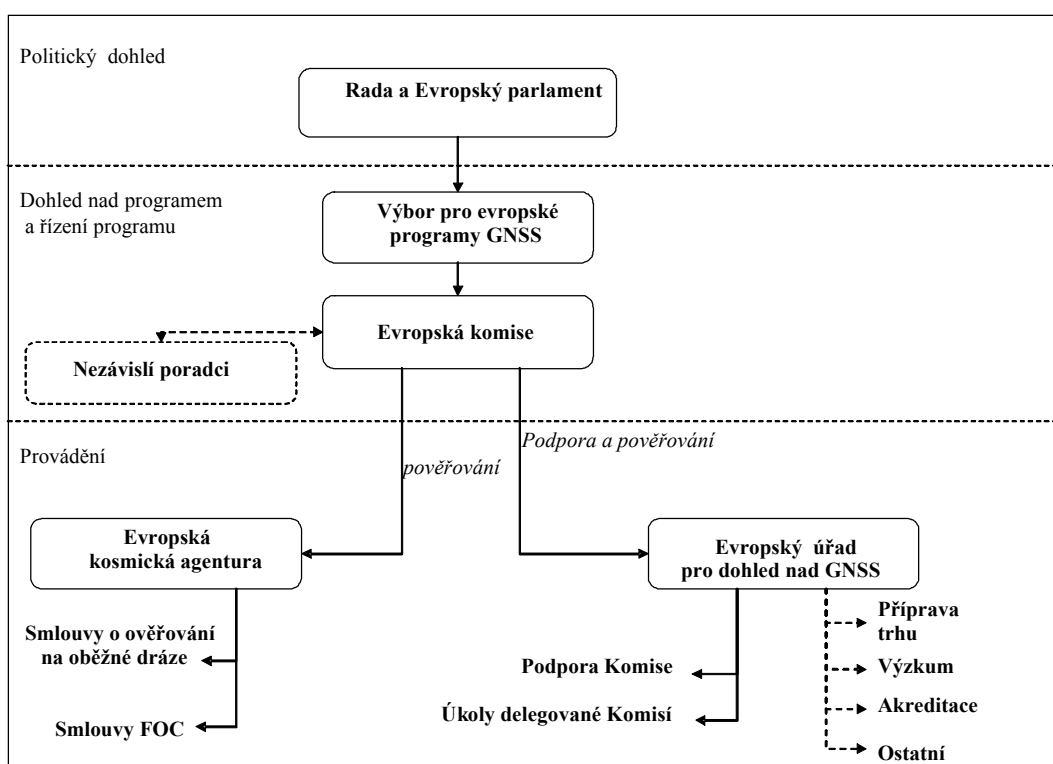 Politický dohled
Rada a Evropský parlament
Dohled nad programem
a řízení programu
Výbor pro evropské
programy GNSS
Evropská komise
Nezávislí poradci
Podpora a pověřování
Provádění
pověřování
Evropská
kosmická agentura
Evropský úřad
pro dohled nad GNSS
Smlouvy o ověřování
na oběžné dráze
Smlouvy FOC
Podpora Komise
Úkoly delegované Komisí
Příprava
trhu
Výzkum
Akreditace
Ostatní